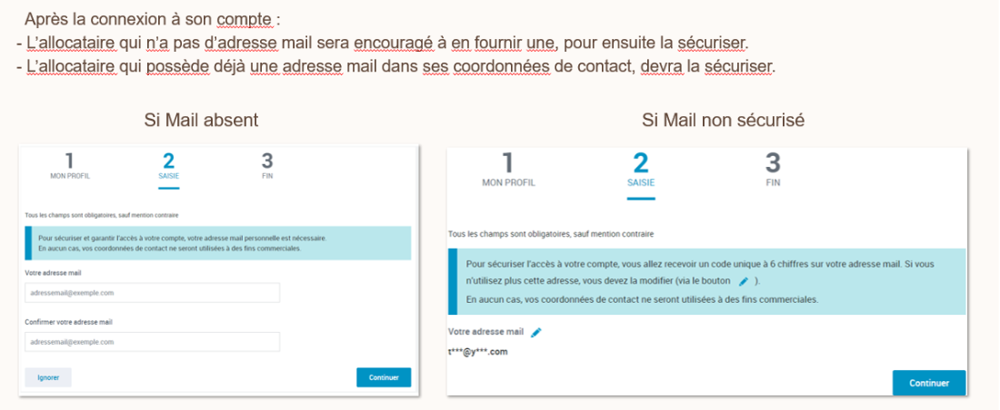 Après la connexion à son compte :
- L'allocataire qui n'a pas d'adresse mail sera encouragé à en fournir une, pour ensuite la sécuriser.
- L'allocataire qui possède déjà une adresse mail dans ses coordonnées de contact, devra la sécuriser.
Si Mail absent
1
MON PROFIL
2
SAISIE
3
FIN
Tous les champs sont obligatoires, sauf mention contraire
Pour sécuriser et garantir l'accès à votre compte, votre adresse mail personnelle est nécessaire.
En aucun cas, vos coordonnées de contact ne seront utilisées à des fins commerciales.
Votre adresse mail
adressemail@exemple.com
Confirmer votre adresse mail
adressemail@exemple.com
Ignorer
Continuer
Si Mail non sécurisé
1
MON PROFIL
2
SAISIE
3
FIN
Tous les champs sont obligatoires, sauf mention contraire
Pour sécuriser l'accès à votre compte, vous allez recevoir un code unique à 6 chiffres sur votre adresse mail. Si vous
n'utilisez plus cette adresse, vous devez la modifier (via le bouton ).
En aucun cas, vos coordonnées de contact ne seront utilisées à des fins commerciales.
Votre adresse mail
t***@y***.com
Continuer